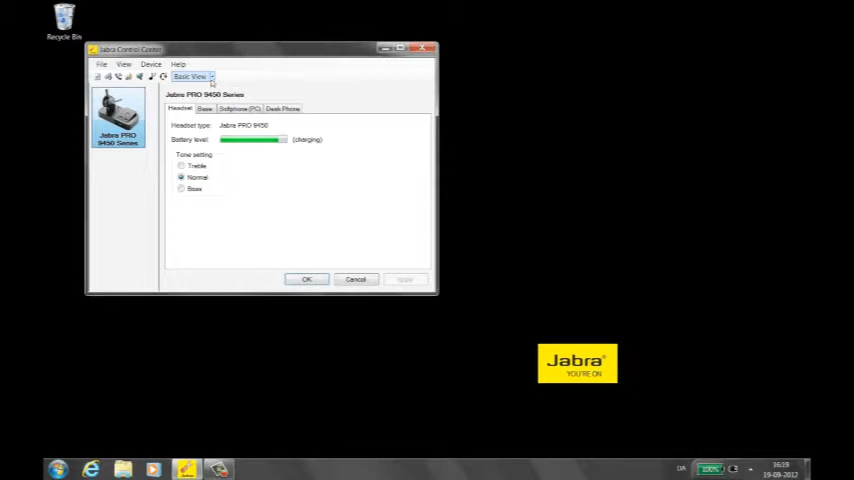 Recycle Bin
Jabra Control Center
File View Device Help
Basic View
Jabra PRO 9450 Series
Headset Base Softphone (PC) Desk Phone
Jabra PRO
9450 Series
Headset type: Jabra PRO 9450
Battery level: (charging)
Tone setting
Treble
Normal
Bass
OK Cancel Apply
Jabra®
YOU'RE ON
Jabra
DA 100% 16:19
19-09-2012